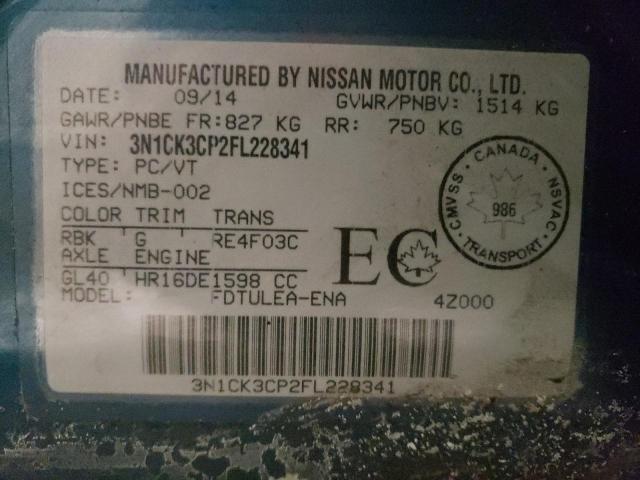 MANUFACTURED BY NISSAN MOTOR CO., LTD.
DATE: 09/14 GVWR/PNBV: 1514 KG
GAWR/PNBE FR:827 KG RR: 750 KG
VIN: 3N1CK3CP2FL228341
TYPE: PC/VT
ICES/NMB-002
COLOR TRIM TRANS
RBK G RE4F03C
AXLE ENGINE
GL40 HR16DE1598 CC
MODEL: FDTULEA-ENA 4Z000
CANADA
CMVSS NSVAC
986
TRANSPORT
EC
3N1CK3CP2FL228341